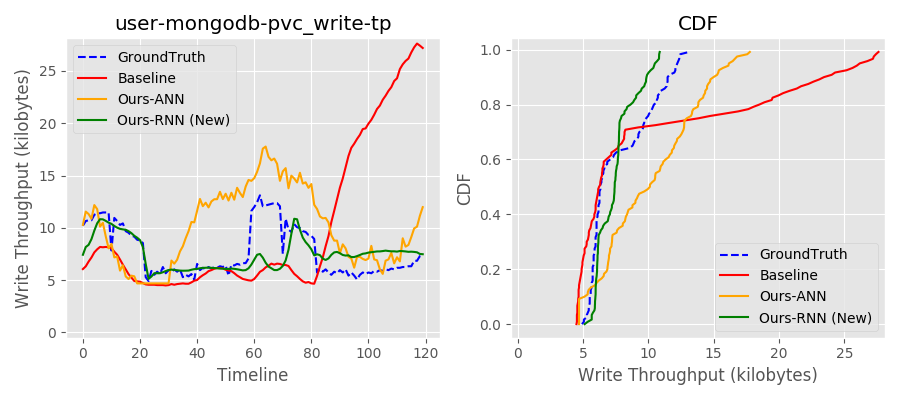 user-mongodb-pvc_write-tp
Write Throughput (kilobytes)
25
20
15
10
5
0
GroundTruth
Baseline
Ours-ANN
Ours-RNN (New)
0
20
40
60
80
100
120
Timeline
CDF
CDF
1.0
0.8
0.6
0.4
0.2
0.0
GroundTruth
Baseline
Ours-ANN
Ours-RNN (New)
0
5
10
15
20
25
Write Throughput (kilobytes)